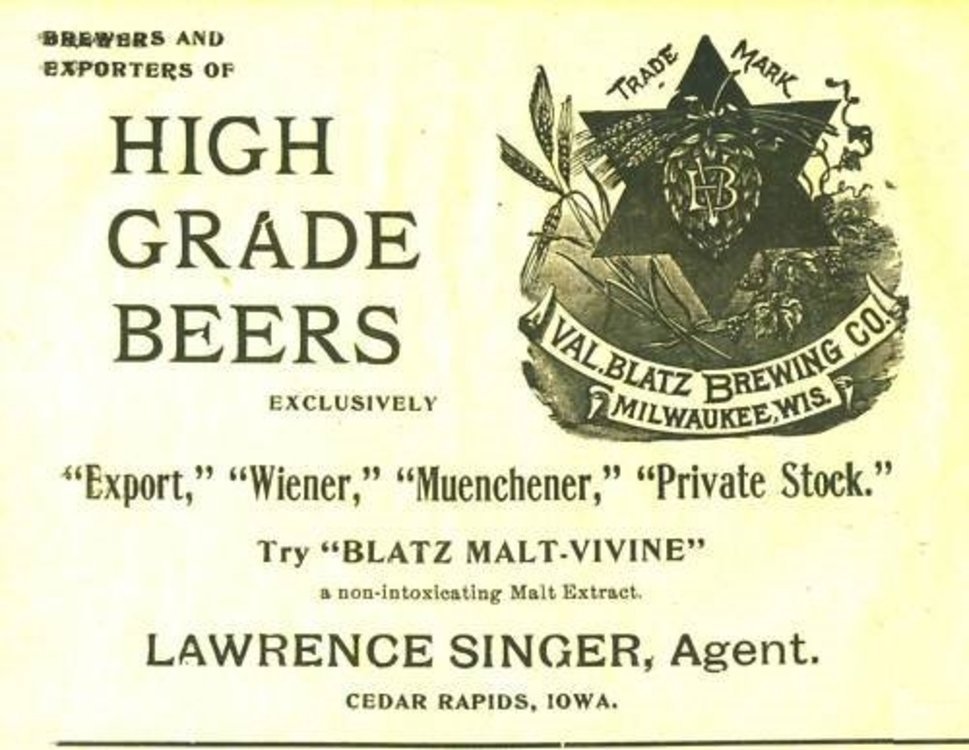 BREWERS AND
EXPORTERS OF
HIGH
GRADE
BEERS
EXCLUSIVELY
TRADE MARK
VB
VAL. BLATZ BREWING CO.
MILWAUKEE, WIS.
"Export," "Wiener," "Muenchener," "Private Stock."
Try "BLATZ MALT-VIVINE"
a non-intoxicating Malt Extract.
LAWRENCE SINGER, Agent.
CEDAR RAPIDS, IOWA.